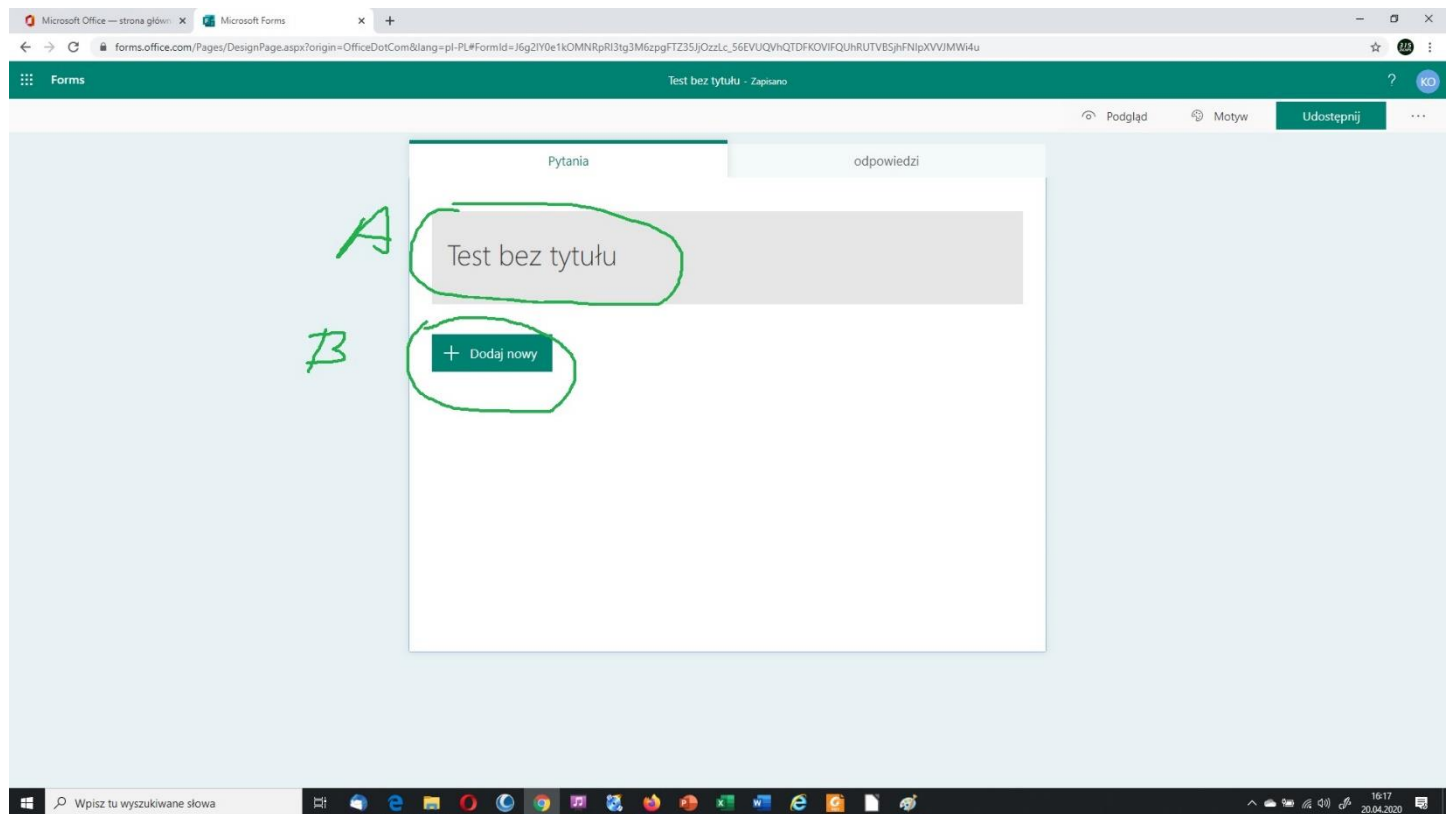 Microsoft Office — strona główn
Microsoft Forms
forms.office.com/Pages/DesignPage.aspx?origin=OfficeDotCom&lang=pl-PL#FormId=J6g2IY0e1kOMNRpRl3tg3M6zpgFTZ35JjOzzLc_56EVUQVhQTDFKOVlFQUhRUTVBSjhFNlpXVVJMWi4u
Forms
Test bez tytułu - Zapisano
?
KO
Podgląd
Motyw
Udostępnij
...
Pytania
odpowiedzi
A
Test bez tytułu
B
+ Dodaj nowy
Wpisz tu wyszukiwane słowa
16:17
20.04.2020